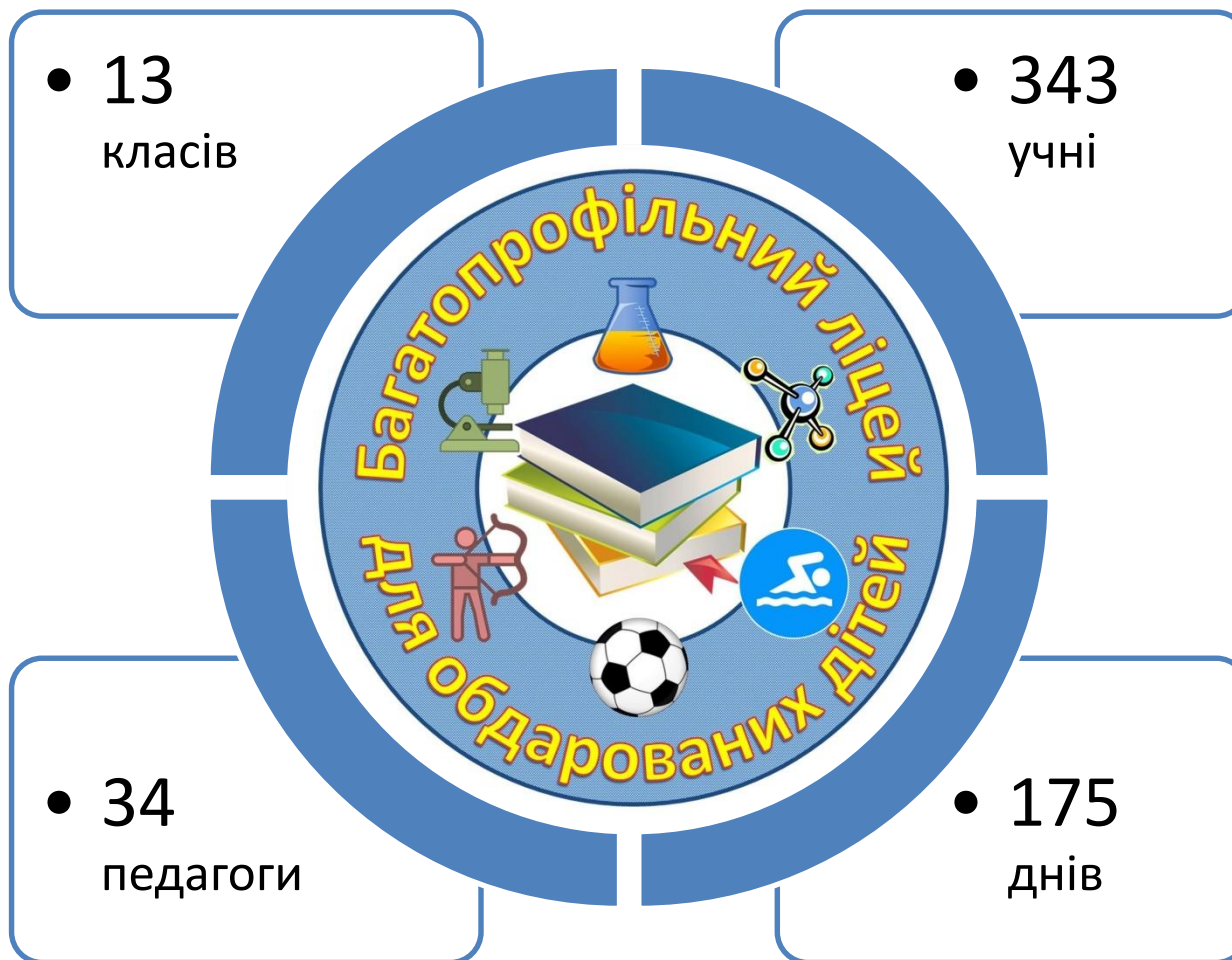 • 13
класів
• 343
учні
Багатопрофільний ліцей
для обдарованих дітей
• 34
педагоги
• 175
днів